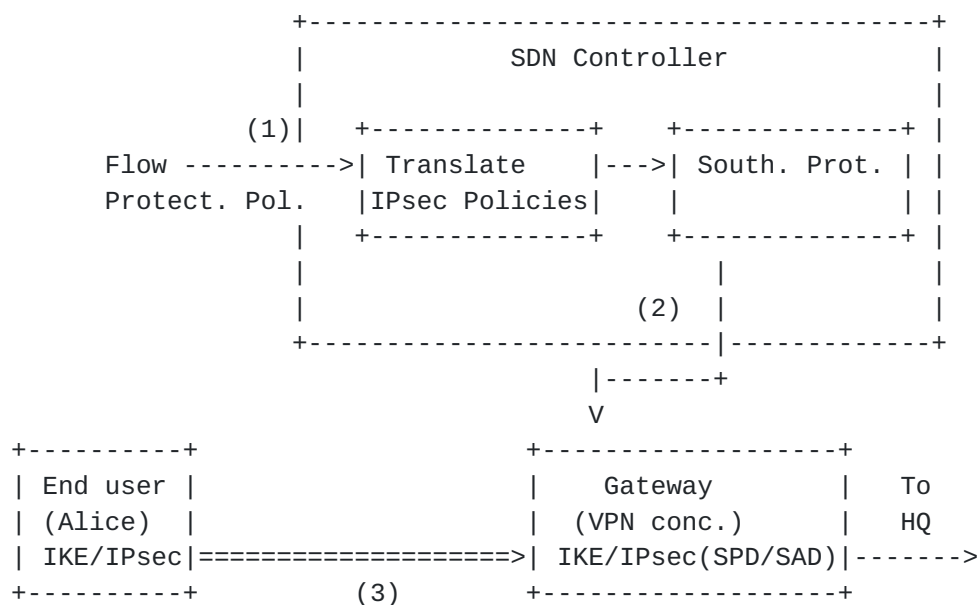 SDN Controller
(1)
Flow Translate South. Prot.
Protect. Pol. IPsec Policies
(2)
V
End user Gateway To
(Alice) (VPN conc.) HQ
IKE/IPsec IKE/IPsec(SPD/SAD)
(3)